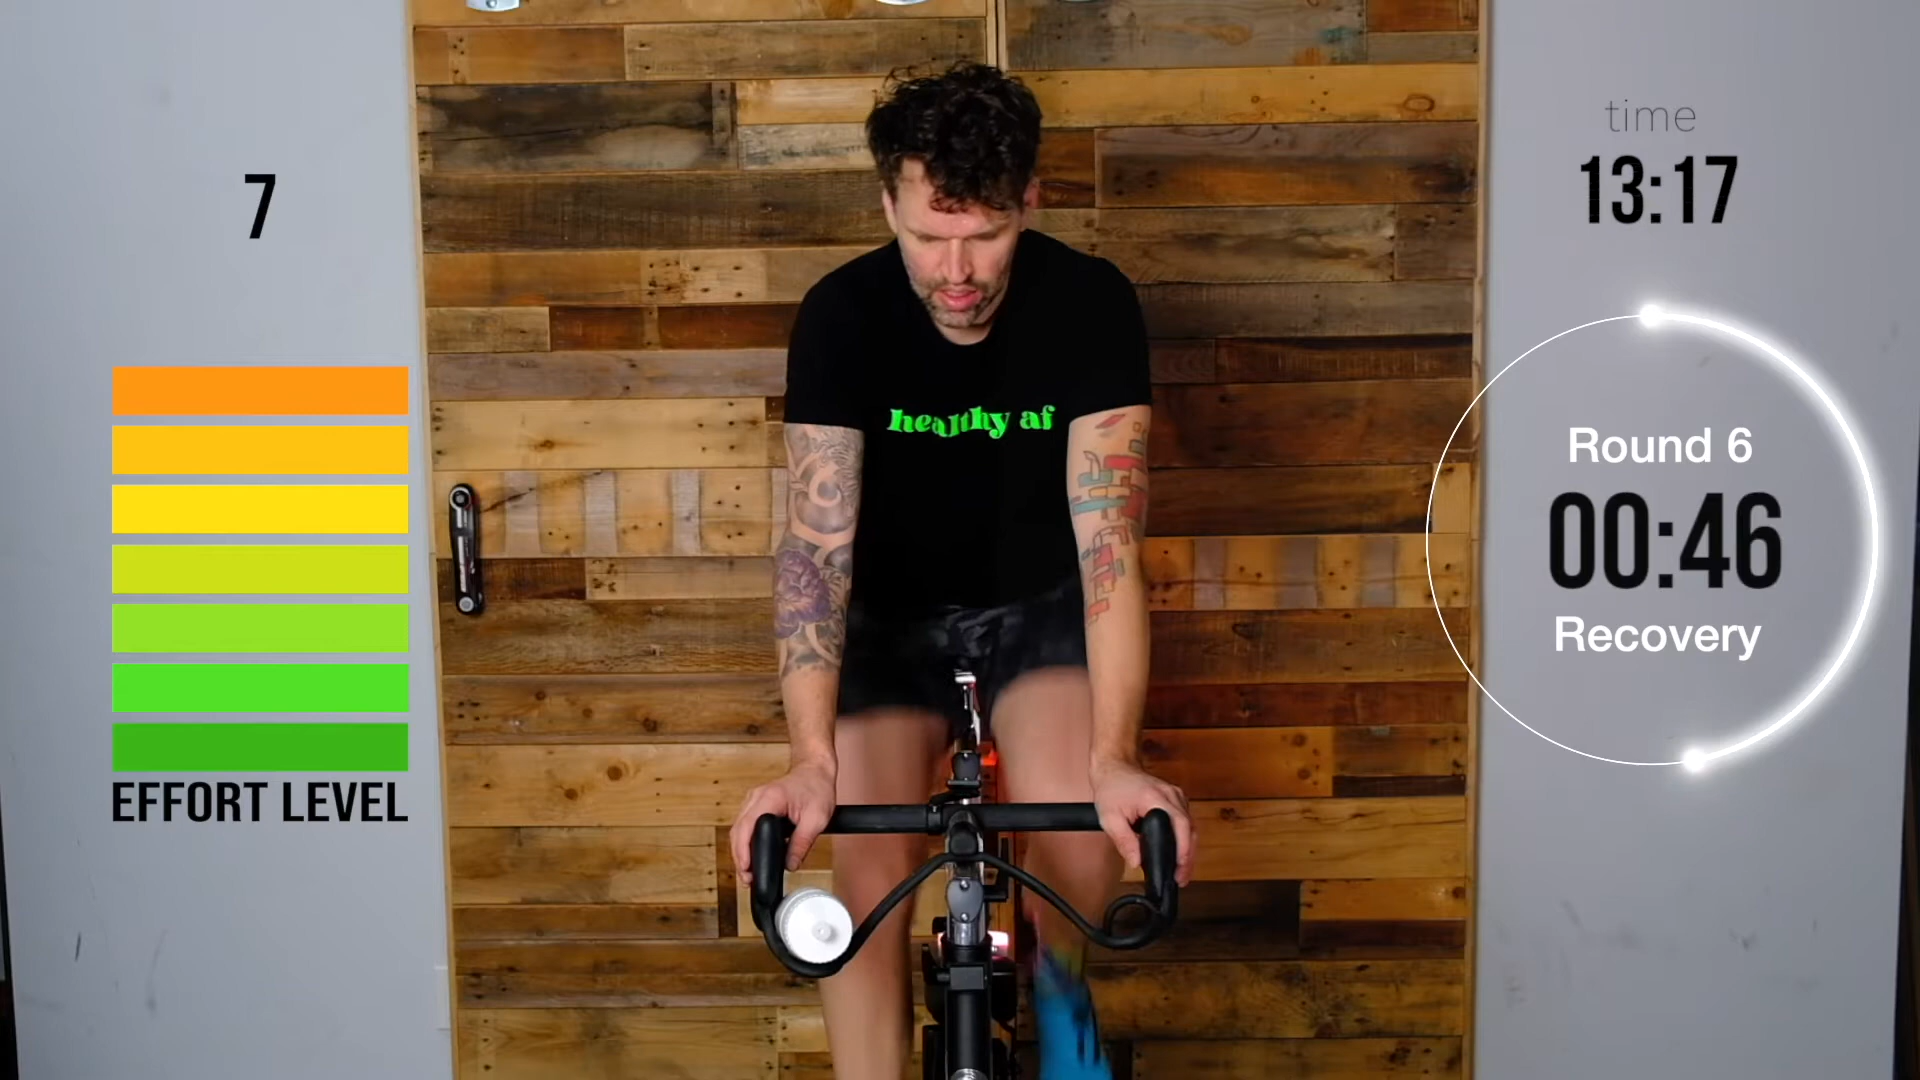 7
EFFORT LEVEL
healthy af
time
13:17
Round 6
00:46
Recovery